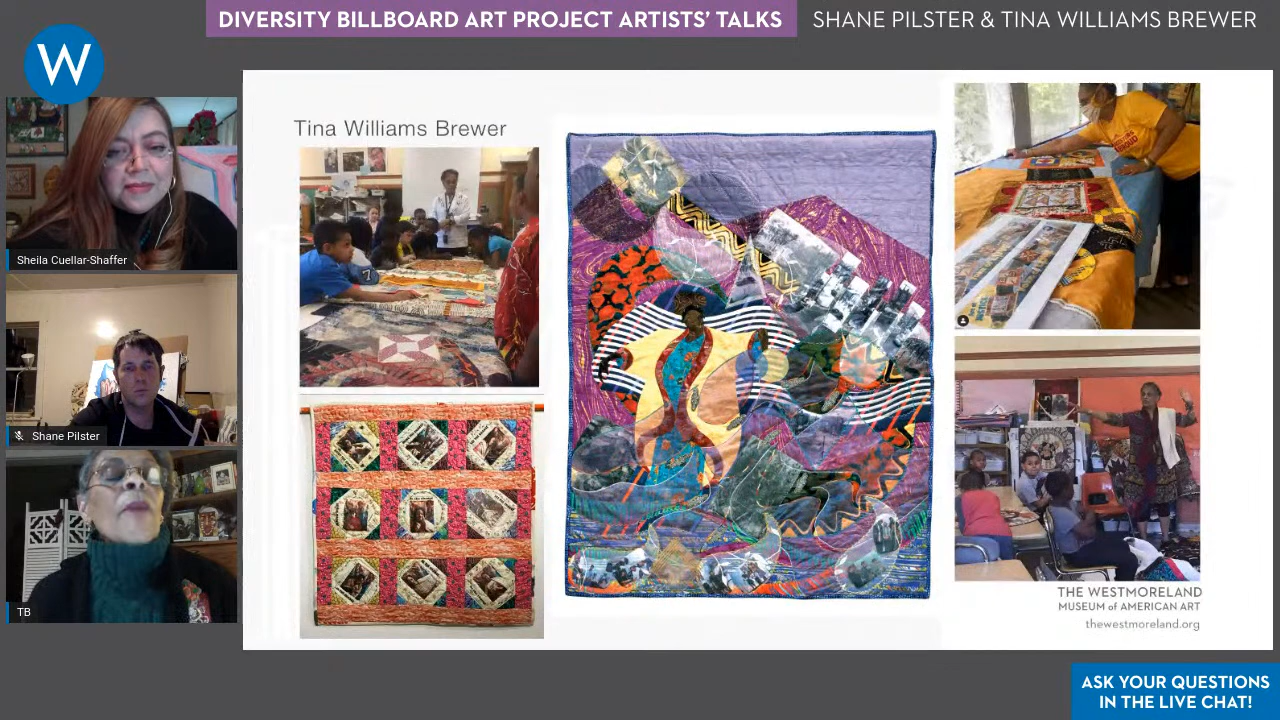 DIVERSITY BILLBOARD ART PROJECT ARTISTS' TALKS
SHANE PILSTER & TINA WILLIAMS BREWER
W
Sheila Cuellar-Shaffer
Shane Pilster
TB
Tina Williams Brewer
7
THE WESTMORELAND
MUSEUM of AMERICAN ART
thewestmoreland.org
ASK YOUR QUESTIONS
IN THE LIVE CHAT!